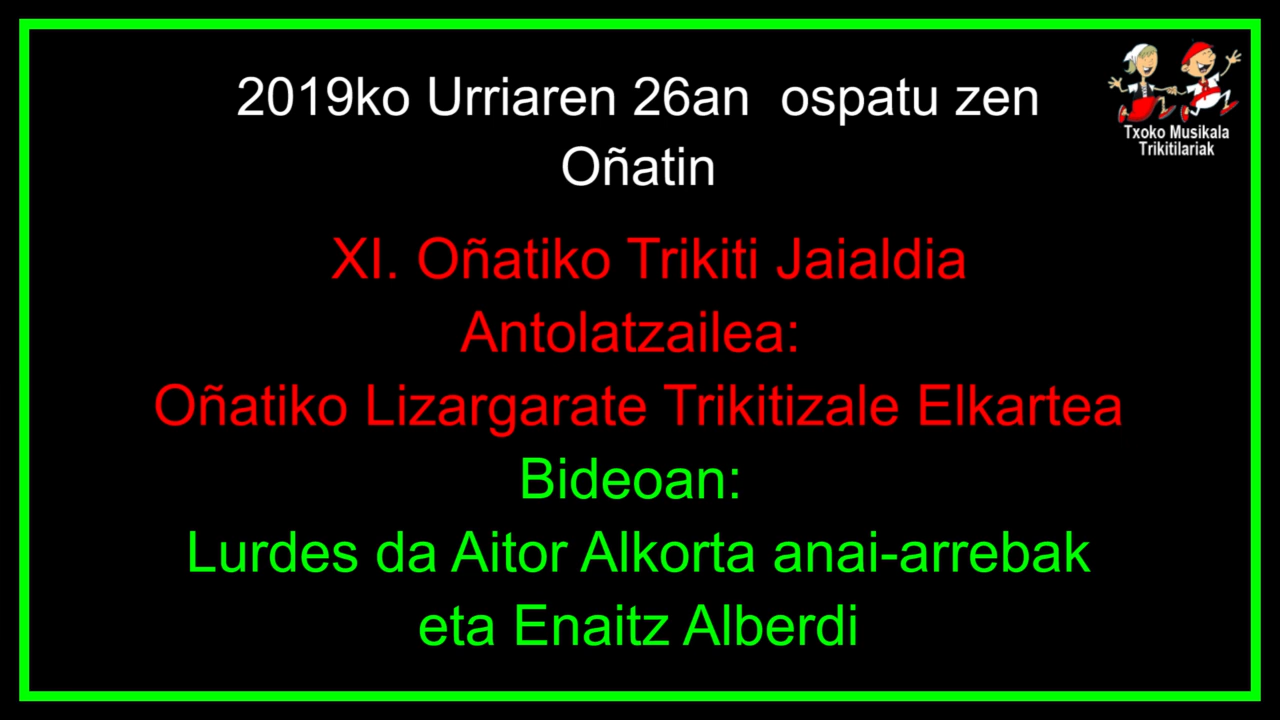 2019ko Urriaren 26an ospatu zen
Oñatin
Txoko Musikala
Trikitilariak
XI. Oñatiko Trikiti Jaialdia
Antolatzailea:
Oñatiko Lizargarate Trikitizale Elkartea
Bideoan:
Lurdes da Aitor Alkorta anai-arrebak
eta Enaitz Alberdi